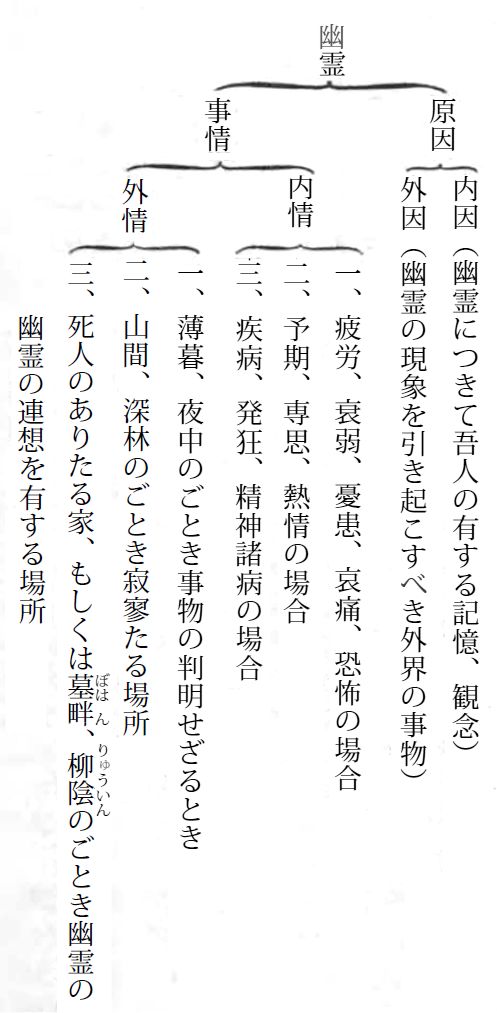 幽霊
原因
内因（幽霊につきて吾人の有する記憶、観念）
外因（幽霊の現象を引き起こすべき外界の事物）
事情
内情
一、疲労、衰弱、憂患、哀痛、恐怖の場合
二、予期、専思、熱情の場合
三、疾病、発狂、精神諸病の場合
外情
一、薄暮、夜中のごとき事物の判明せざるとき
二、山間、深林のごとき寂寥たる場所
三、死人のありたる家、もしくは墓畔、柳陰のごとき幽霊の
ぼはん
りゅういん
幽霊の連想を有する場所